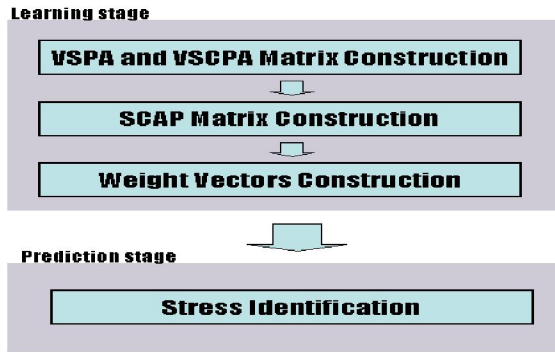 Learning stage
VSPA and VSCPA Matrix Construction
SCAP Matrix Construction
Weight Vectors Construction
Prediction stage
Stress Identification